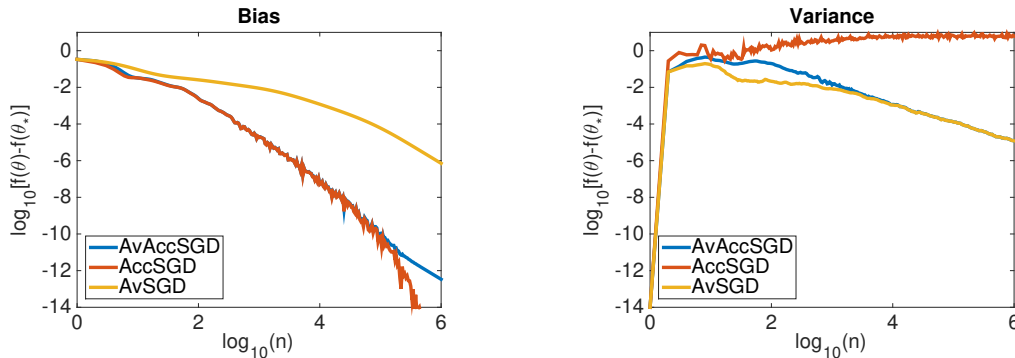 Bias
log10[f(θ)-f(θ*)]
0
-2
-4
-6
-8
-10
-12
-14
AvAccSGD
AccSGD
AvSGD
0
2
4
6
log10(n)
Variance
log10[f(θ)-f(θ*)]
0
-2
-4
-6
-8
-10
-12
-14
AvAccSGD
AccSGD
AvSGD
0
2
4
6
log10(n)